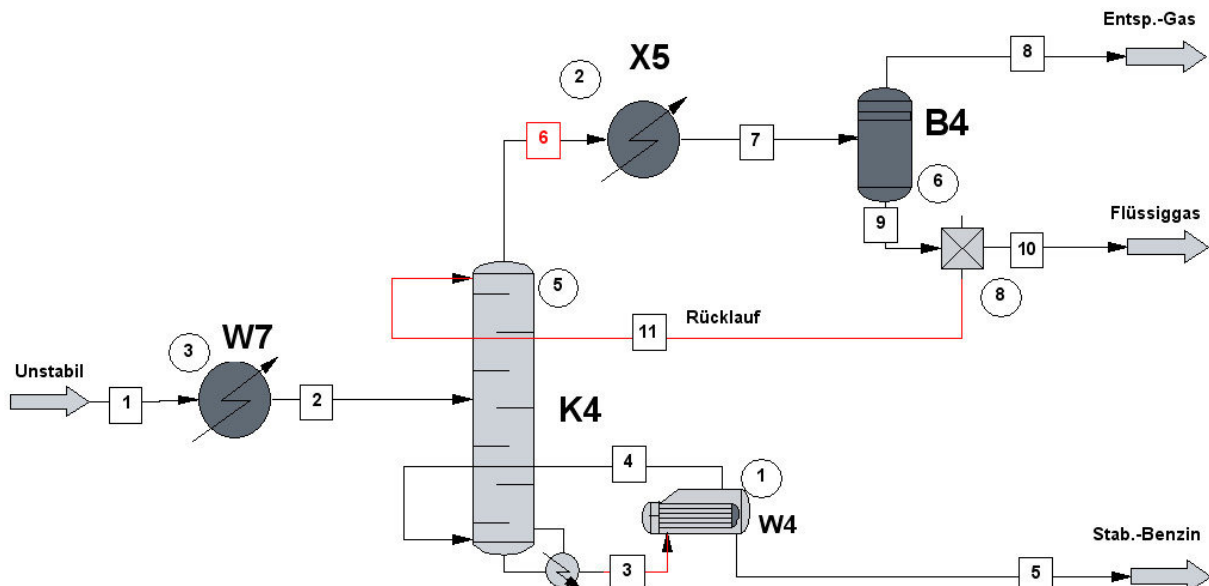 Entsp.-Gas
X5
2
8
6
7
B4
6
9
Flüssiggas
10
8
5
Rücklauf
11
W7
3
Unstabil
1
2
K4
4
1
W4
3
Stab.-Benzin
5